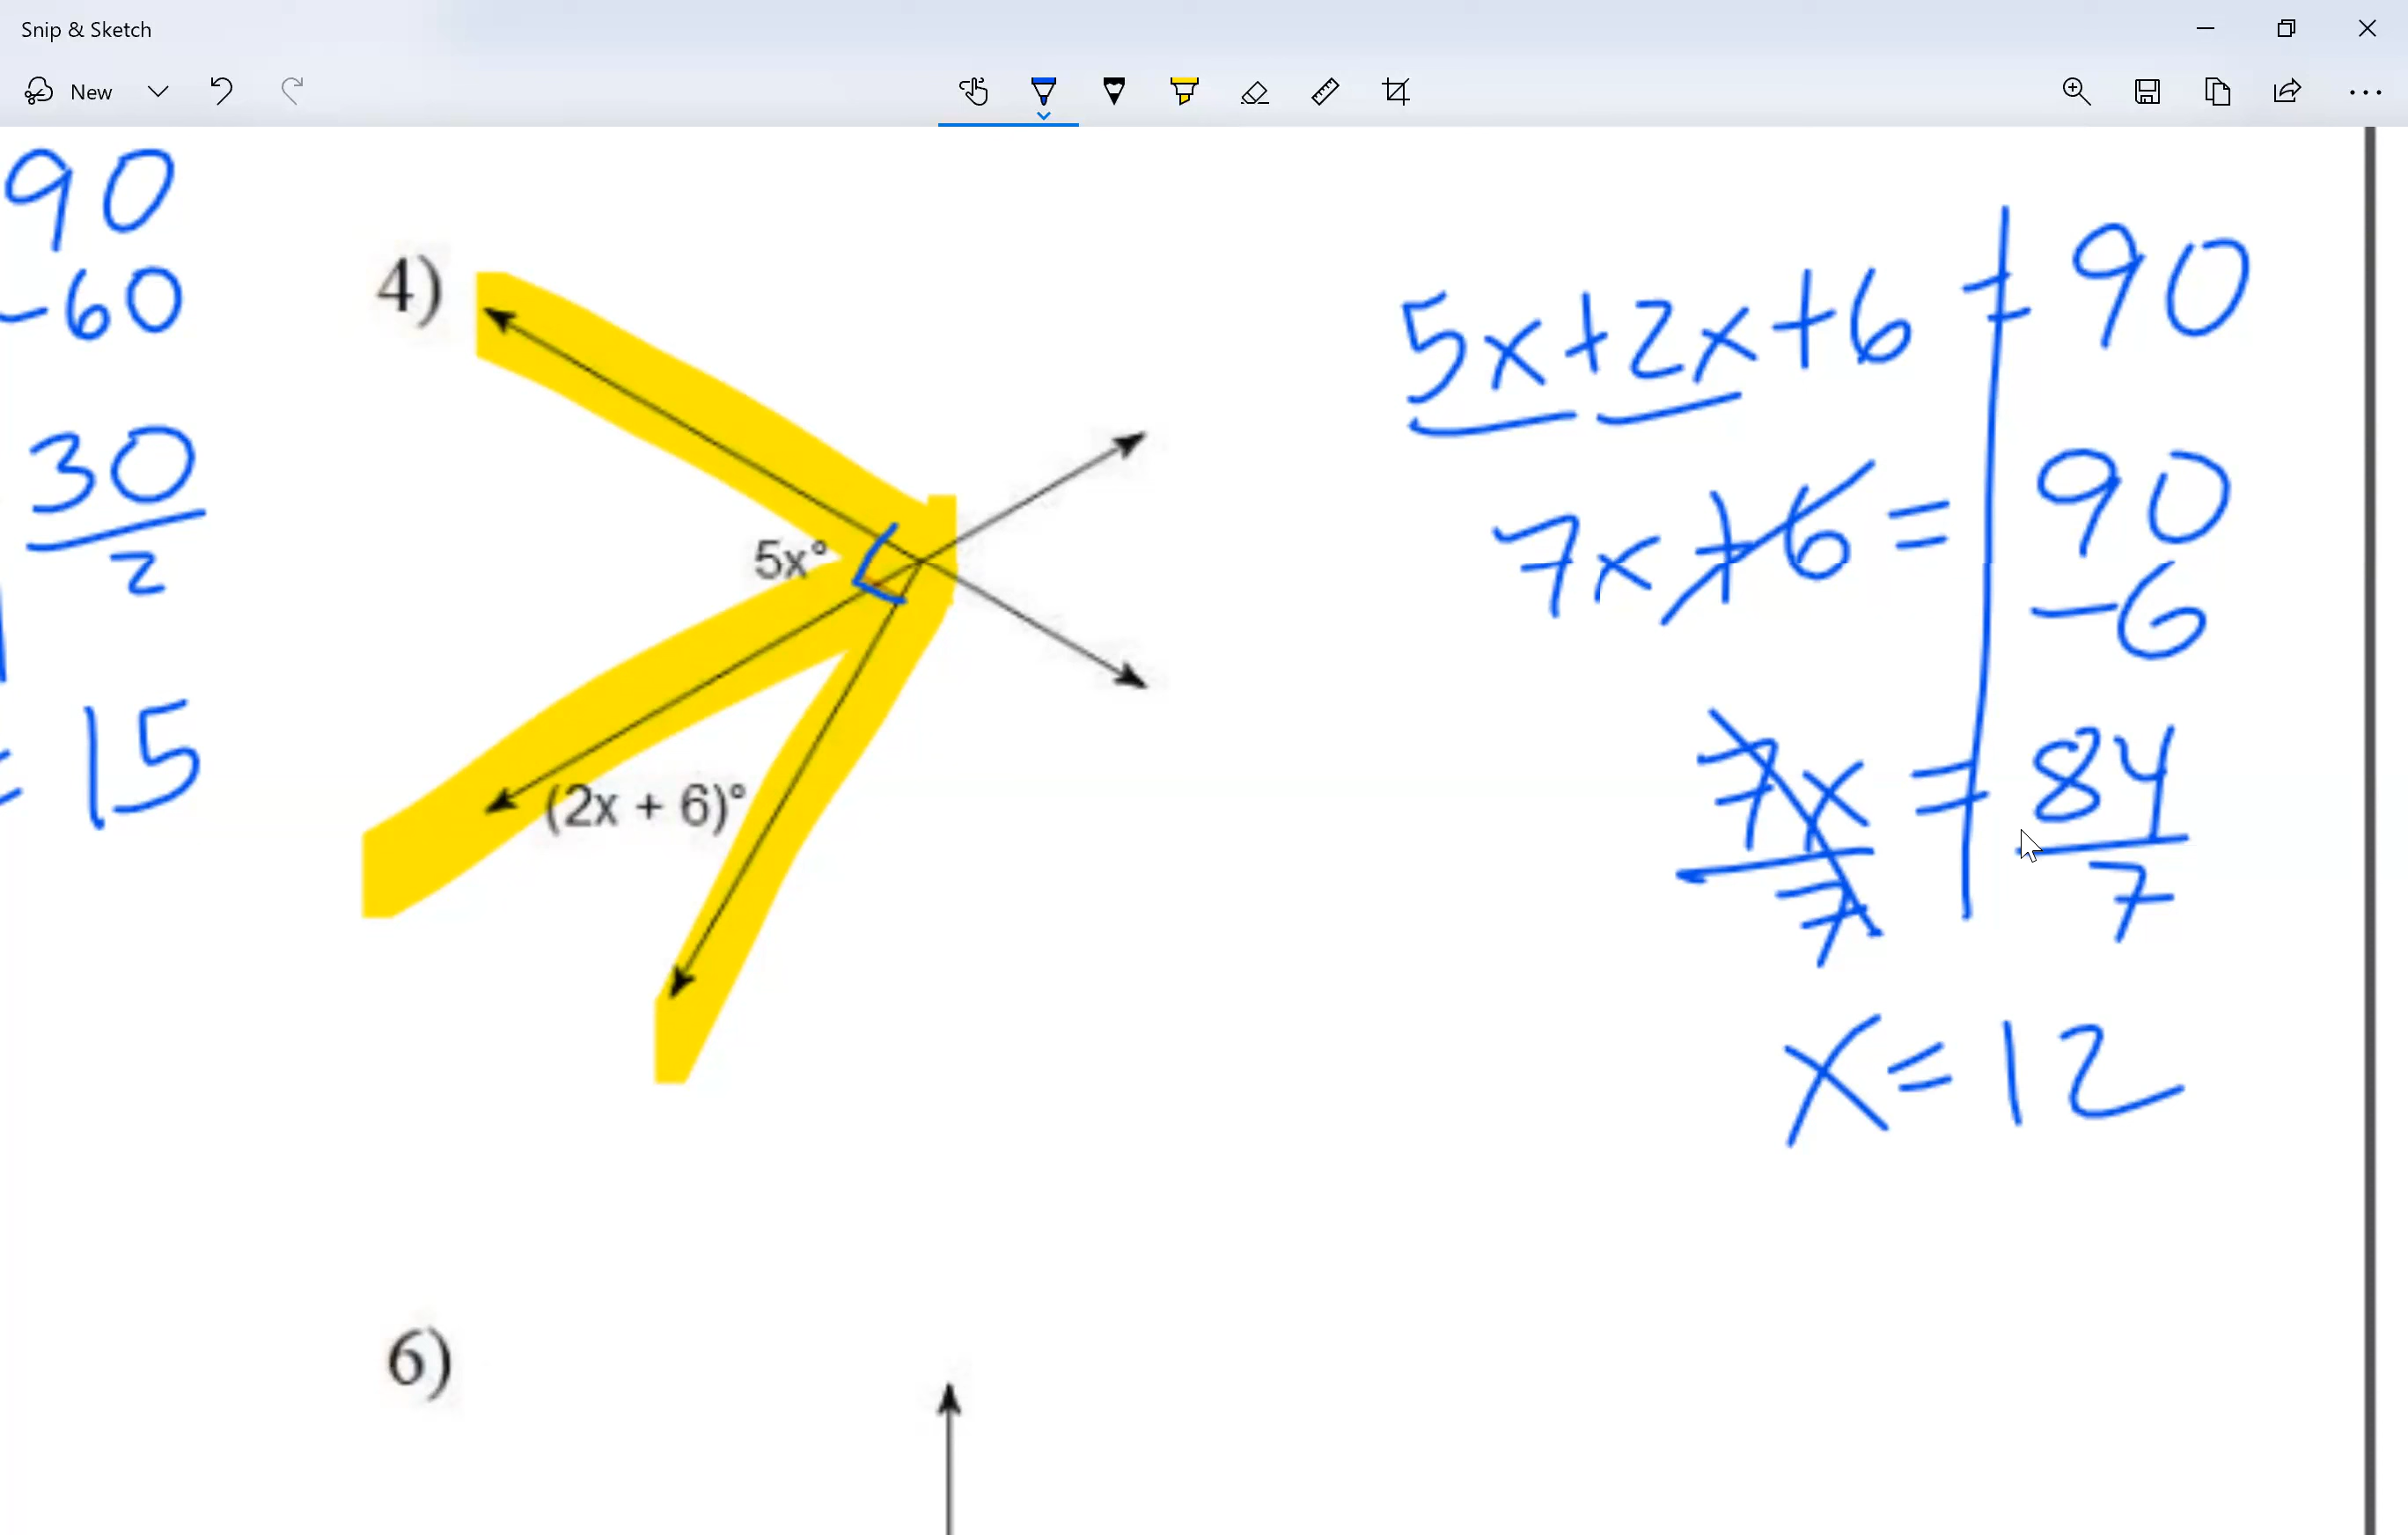 Snip & Sketch
New
90
-60
30
2
= 15
4)
5x°
(2x + 6)°
5x+2x+6 = 90
7x+6 = 90
-6
7x = 84
7 7
x=12
6)